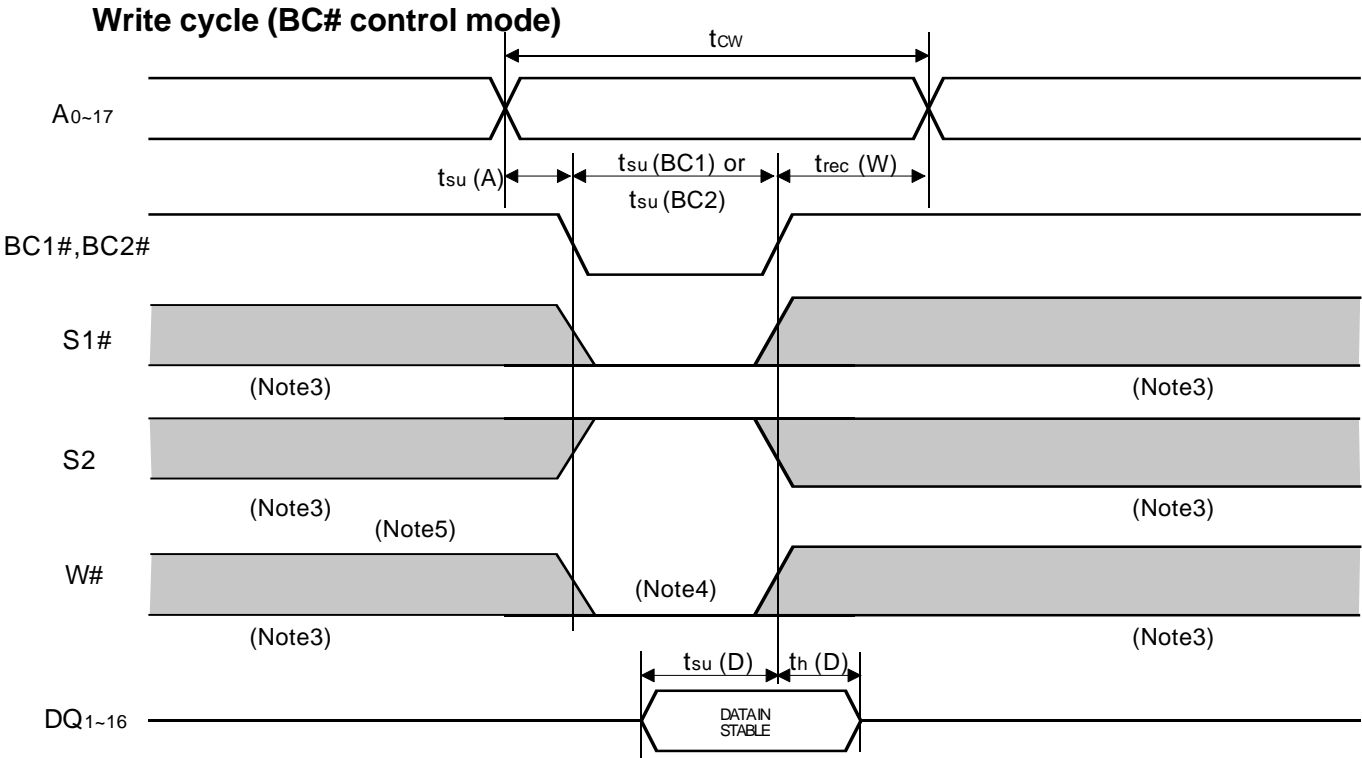 Write cycle (BC# control mode)
tCW
A0~17
tsu (A)
tsu (BC1) or
tsu (BC2)
trec (W)
BC1#,BC2#
S1#
(Note3)
(Note3)
S2
(Note3)
(Note3)
(Note5)
W#
(Note4)
(Note3)
(Note3)
tsu (D)
th (D)
DQ1~16
DATA IN
STABLE